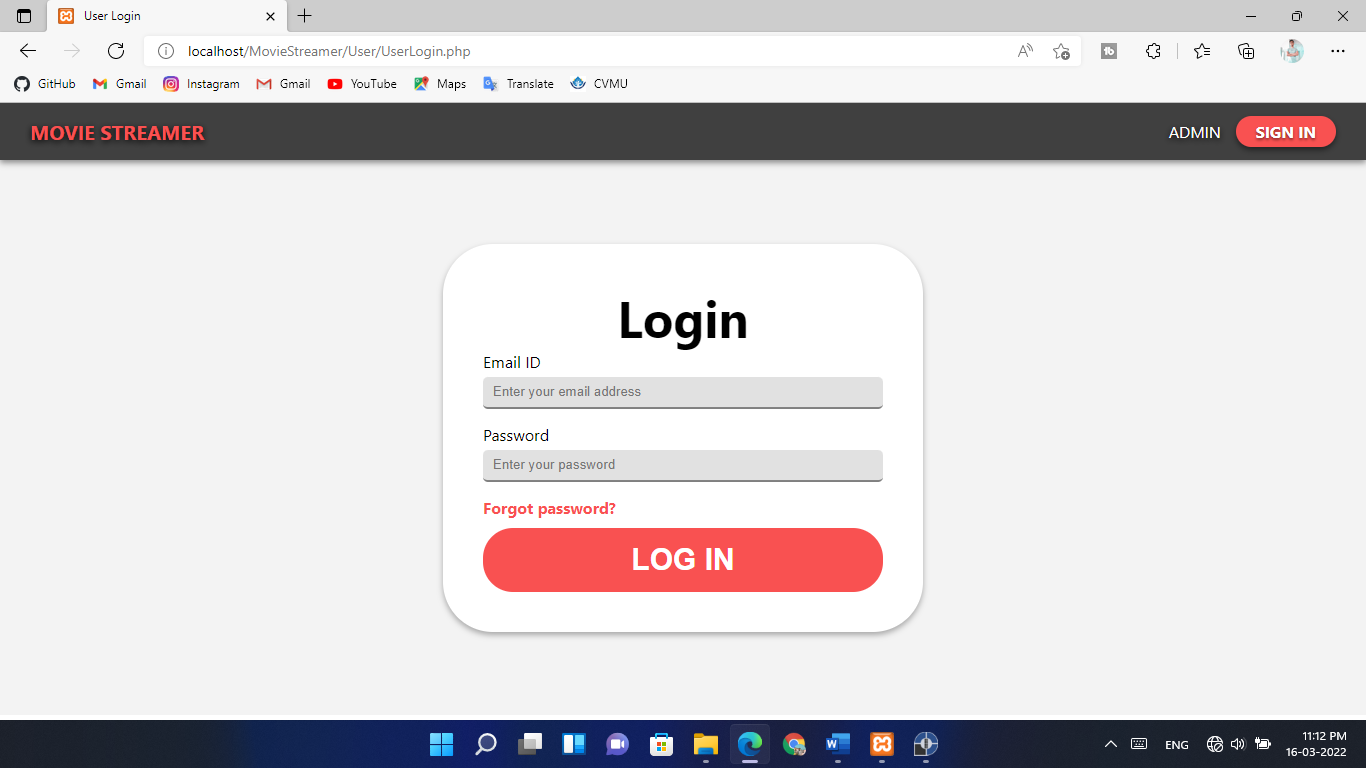 User Login
localhost/MovieStreamer/User/UserLogin.php
GitHub Gmail Instagram Gmail YouTube Maps Translate CVMU
MOVIE STREAMER ADMIN SIGN IN
Login
Email ID
Enter your email address
Password
Enter your password
Forgot password?
LOG IN
ENG
11:12 PM
16-03-2022